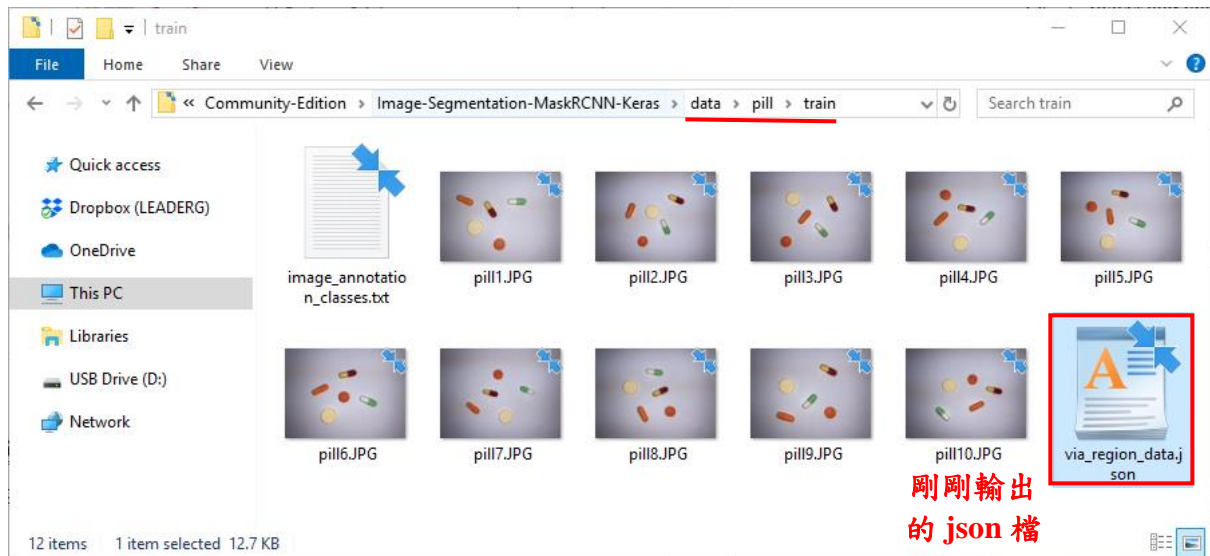 train
File Home Share View
« Community-Edition › Image-Segmentation-MaskRCNN-Keras › data › pill › train
Search train
Quick access
Dropbox (LEADERG)
OneDrive
This PC
Libraries
USB Drive (D:)
Network
image_annotatio
n_classes.txt
pill1.JPG
pill2.JPG
pill3.JPG
pill4.JPG
pill5.JPG
pill6.JPG
pill7.JPG
pill8.JPG
pill9.JPG
pill10.JPG
via_region_data.j
son
剛剛輸出
的 json 檔
12 items 1 item selected 12.7 KB